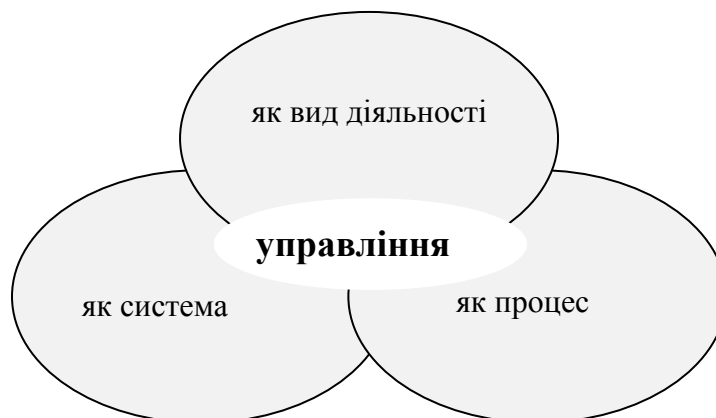 як вид діяльності
управління
як система
як процес